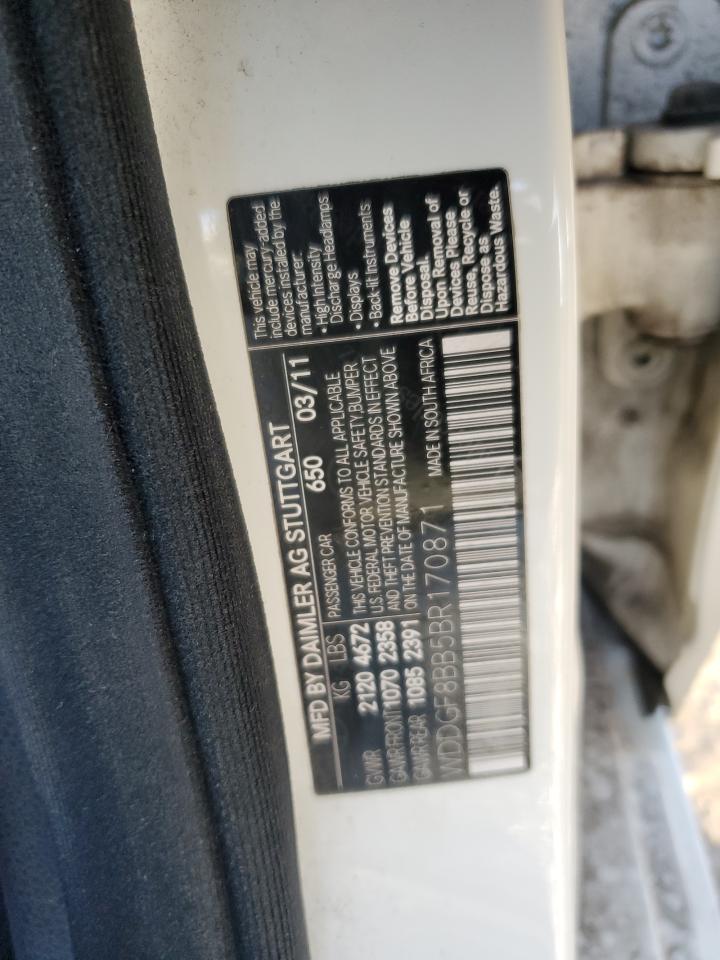 MFD BY DAIMLER AG STUTTGART
650 03/11
KG LBS PASSENGER CAR
GVWR 2120 4672
GAWR FRONT 1070 2358
GAWR REAR 1085 2391
THIS VEHICLE CONFORMS TO ALL APPLICABLE
U.S. FEDERAL MOTOR VEHICLE SAFETY, BUMPER
AND THEFT PREVENTION STANDARDS IN EFFECT
ON THE DATE OF MANUFACTURE SHOWN ABOVE
WDDGF8BB5BR170871 MADE IN SOUTH AFRICA
This vehicle may
include mercury-added
devices installed by the
manufacturer:
• High Intensity
Discharge Headlamps
• Displays
• Back-lit Instruments
Remove Devices
Before Vehicle
Disposal.
Upon Removal of
Devices Please
Reuse, Recycle or
Dispose as
Hazardous Waste.